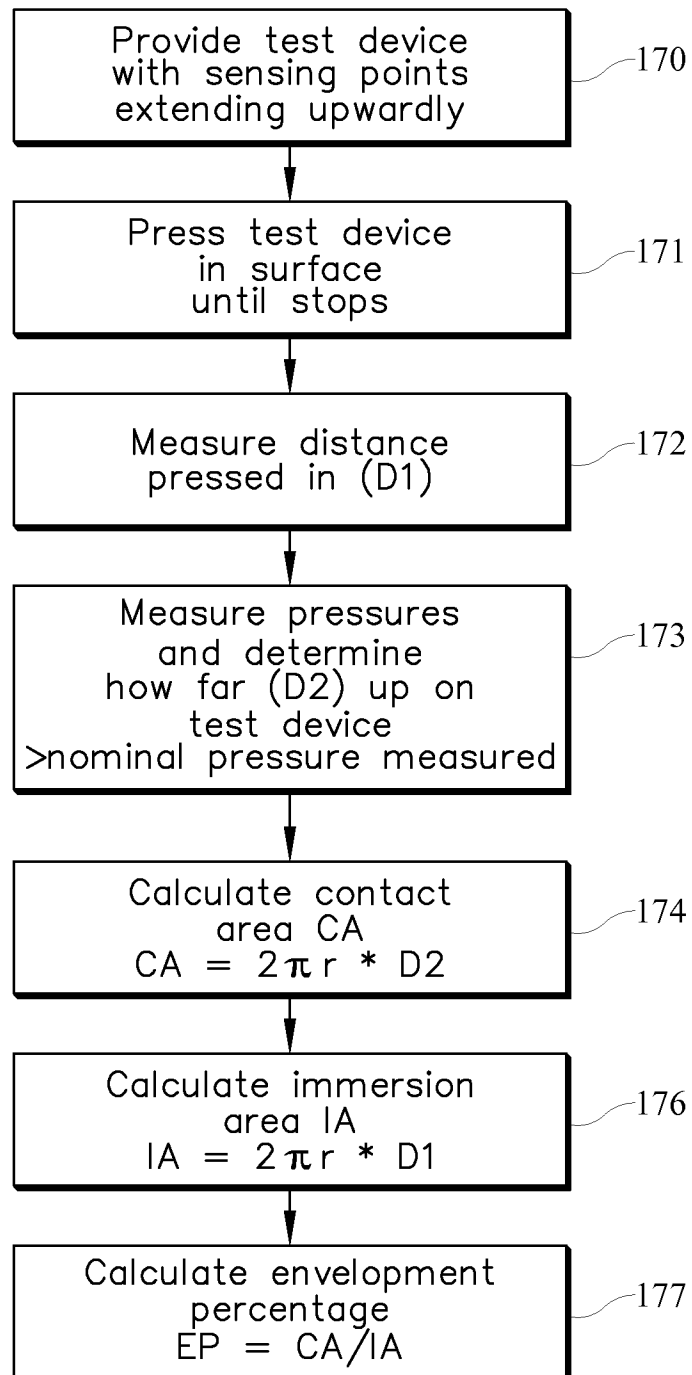 Provide test device
with sensing points
extending upwardly
170
Press test device
in surface
until stops
171
Measure distance
pressed in (D1)
172
Measure pressures
and determine
how far (D2) up on
test device
>nominal pressure measured
173
Calculate contact
area CA
CA = 2πr * D2
174
Calculate immersion
area IA
IA = 2πr * D1
176
Calculate envelopment
percentage
EP = CA/IA
177